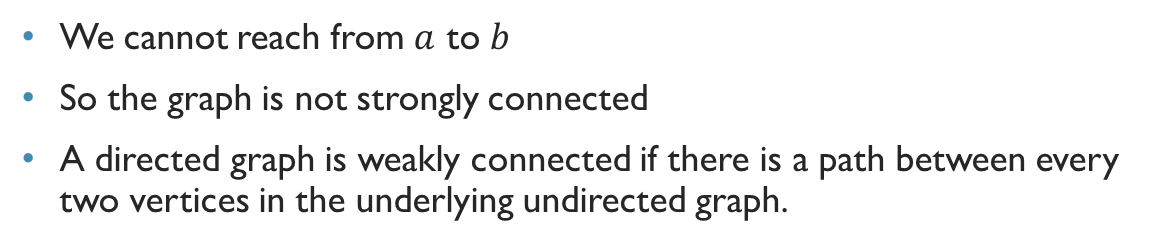 • We cannot reach from a to b
• So the graph is not strongly connected
• A directed graph is weakly connected if there is a path between every
two vertices in the underlying undirected graph.